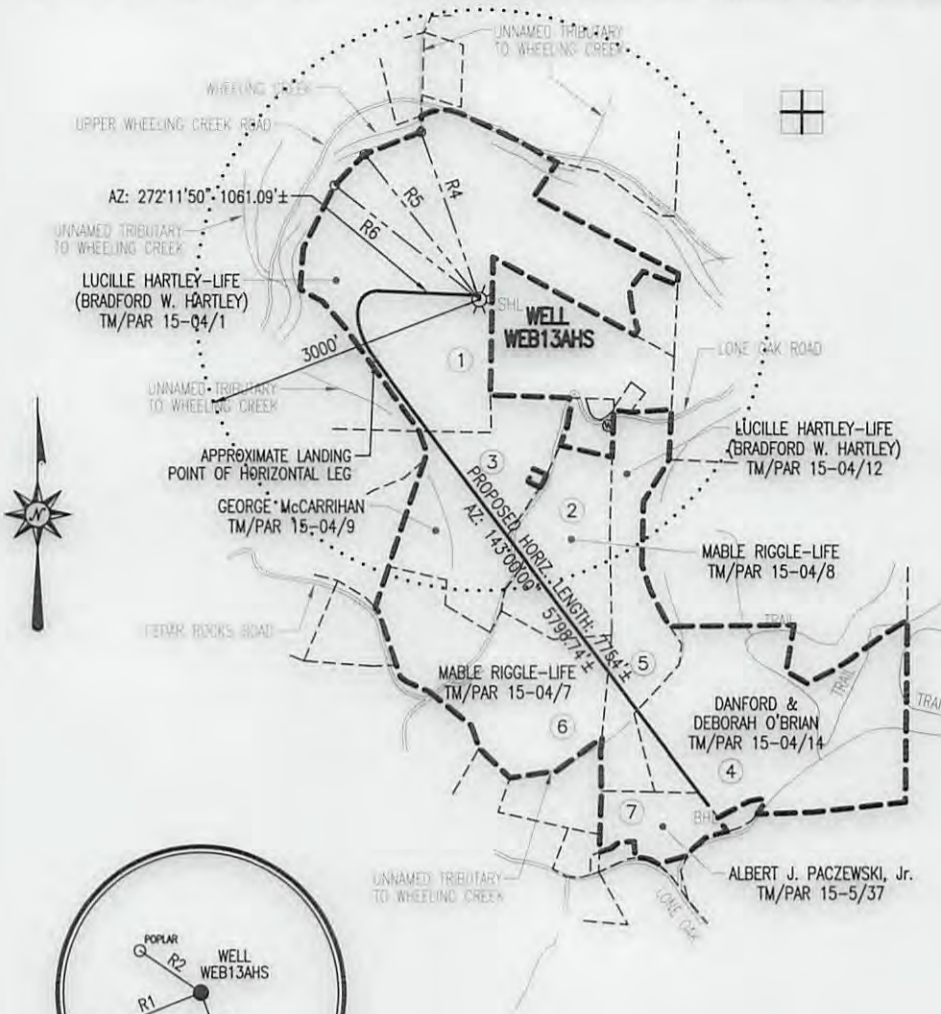 UNNAMED TRIBUTARY
TO WHEELING CREEK
WHEELING CREEK
UPPER WHEELING CREEK ROAD
AZ: 272°11'50" 1061.09'±
R4
R5
R6
UNNAMED TRIBUTARY
TO WHEELING CREEK
LUCILLE HARTLEY-LIFE
(BRADFORD W. HARTLEY)
TM/PAR 15-04/1
SHL
WELL
WEB13AHS
3000'
1
LONE OAK ROAD
UNNAMED TRIBUTARY
TO WHEELING CREEK
APPROXIMATE LANDING
POINT OF HORIZONTAL LEG
LUCILLE HARTLEY-LIFE
(BRADFORD W. HARTLEY)
TM/PAR 15-04/12
3
GEORGE McCARRIHAN
TM/PAR 15-04/9
N
2
PROPOSED HORIZ. LENGTH: 7754'±
AZ: 143°00'00" 5798.74'±
MABLE RIGGLE-LIFE
TM/PAR 15-04/8
CEDAR ROCKS ROAD
TRAIL
TRAIL
TRAIL
5
MABLE RIGGLE-LIFE
TM/PAR 15-04/7
6
DANFORD &
DEBORAH O'BRIAN
TM/PAR 15-04/14
4
BHL
7
ALBERT J. PACZEWSKI, Jr.
TM/PAR 15-5/37
UNNAMED TRIBUTARY
TO WHEELING CREEK
LONE OAK
POPLAR
R2
WELL
WEB13AHS
R1